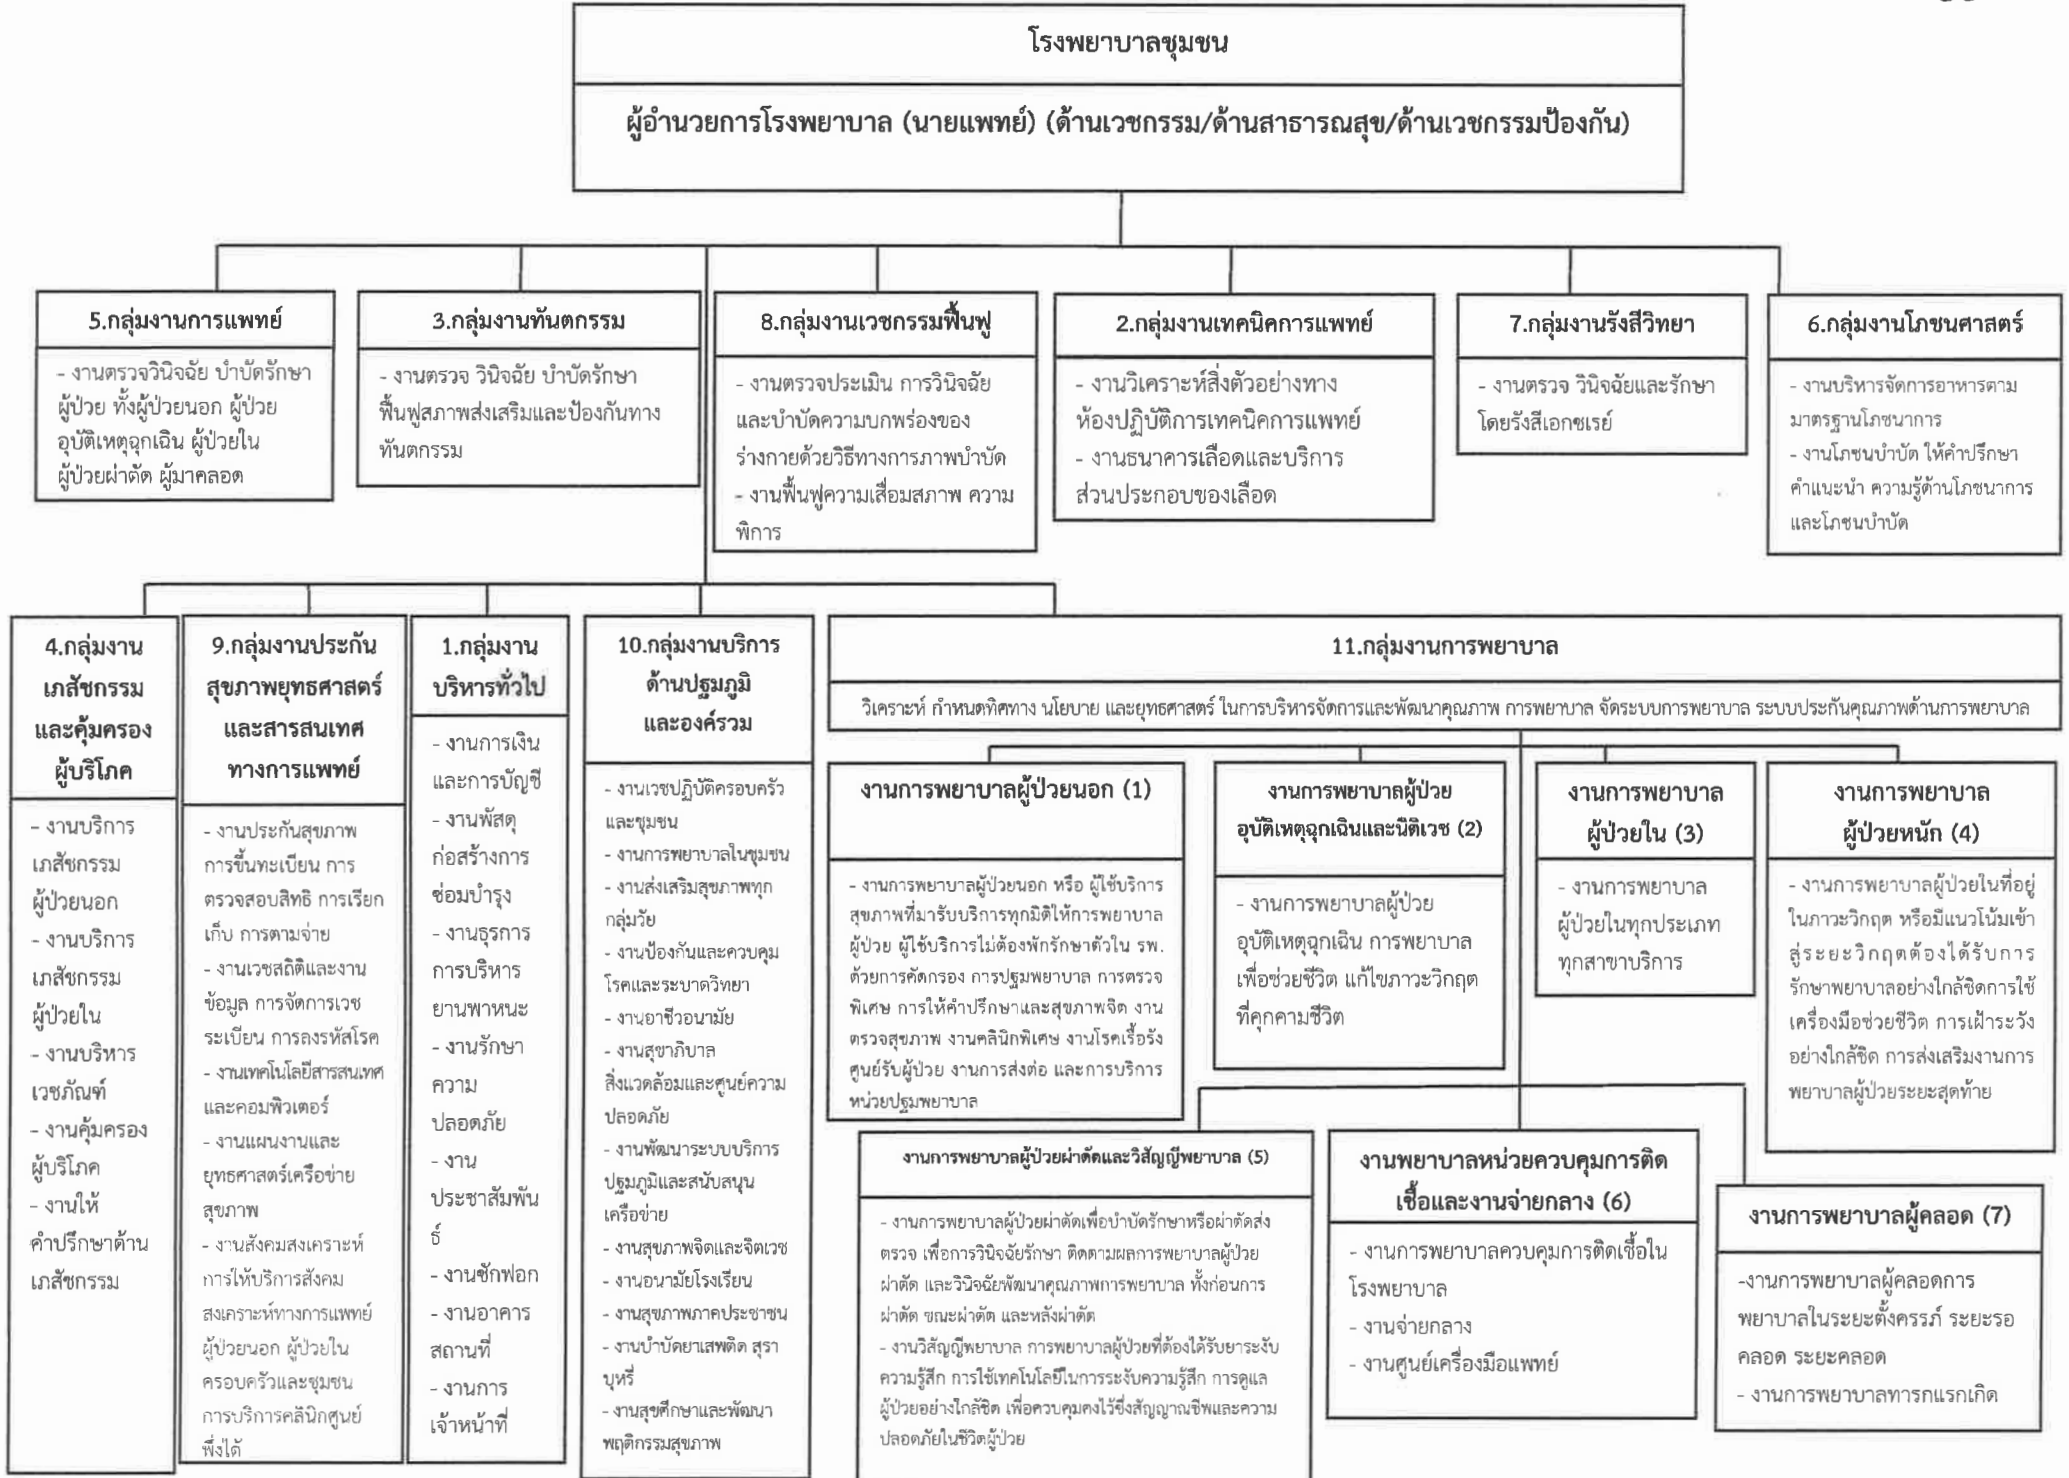 โรงพยาบาลชุมชน
ผู้อำนวยการโรงพยาบาล (นายแพทย์) (ด้านเวชกรรม/ด้านสาธารณสุข/ด้านเวชกรรมป้องกัน)
5.กลุ่มงานการแพทย์
- งานตรวจวินิจฉัย บำบัดรักษา
ผู้ป่วย ทั้งผู้ป่วยนอก ผู้ป่วย
อุบัติเหตุฉุกเฉิน ผู้ป่วยใน
ผู้ป่วยผ่าตัด ผู้มาคลอด
3.กลุ่มงานทันตกรรม
- งานตรวจ วินิจฉัย บำบัดรักษา
ฟื้นฟูสภาพส่งเสริมและป้องกันทาง
ทันตกรรม
8.กลุ่มงานเวชกรรมฟื้นฟู
- งานตรวจประเมิน การวินิจฉัย
และบำบัดความบกพร่องของ
ร่างกายด้วยวิธีทางการภาพบำบัด
- งานฟื้นฟูความเสื่อมสภาพ ความ
พิการ
2.กลุ่มงานเทคนิคการแพทย์
- งานวิเคราะห์สิ่งตัวอย่างทาง
ห้องปฏิบัติการเทคนิคการแพทย์
- งานธนาคารเลือดและบริการ
ส่วนประกอบของเลือด
7.กลุ่มงานรังสีวิทยา
- งานตรวจ วินิจฉัยและรักษา
โดยรังสีเอกซเรย์
6.กลุ่มงานโภชนศาสตร์
- งานบริหารจัดการอาหารตาม
มาตรฐานโภชนาการ
- งานโภชนบำบัด ให้คำปรึกษา
คำแนะนำ ความรู้ด้านโภชนาการ
และโภชนบำบัด
4.กลุ่มงาน
เภสัชกรรม
และคุ้มครอง
ผู้บริโภค
- งานบริการ
เภสัชกรรม
ผู้ป่วยนอก
- งานบริการ
เภสัชกรรม
ผู้ป่วยใน
- งานบริหาร
เวชภัณฑ์
- งานคุ้มครอง
ผู้บริโภค
- งานให้
คำปรึกษาด้าน
เภสัชกรรม
9.กลุ่มงานประกัน
สุขภาพยุทธศาสตร์
และสารสนเทศ
ทางการแพทย์
- งานประกันสุขภาพ
การขึ้นทะเบียน การ
ตรวจสอบสิทธิ การเรียก
เก็บ การตามจ่าย
- งานเวชสถิติและงาน
ข้อมูล การจัดการเวช
ระเบียน การลงรหัสโรค
- งานเทคโนโลยีสารสนเทศ
และคอมพิวเตอร์
- งานแผนงานและ
ยุทธศาสตร์เครือข่าย
สุขภาพ
- งานสังคมสงเคราะห์
การให้บริการสังคม
สงเคราะห์ทางการแพทย์
ผู้ป่วยนอก ผู้ป่วยใน
ครอบครัวและชุมชน
การบริการคลินิกศูนย์
พึ่งได้
1.กลุ่มงาน
บริหารทั่วไป
- งานการเงิน
และการบัญชี
- งานพัสดุ
ก่อสร้างการ
ซ่อมบำรุง
- งานธุรการ
การบริหาร
ยานพาหนะ
- งานรักษา
ความ
ปลอดภัย
- งาน
ประชาสัมพัน
ธ์
- งานซักฟอก
- งานอาคาร
สถานที่
- งานการ
เจ้าหน้าที่
10.กลุ่มงานบริการ
ด้านปฐมภูมิ
และองค์รวม
- งานเวชปฏิบัติครอบครัว
และชุมชน
- งานการพยาบาลในชุมชน
- งานส่งเสริมสุขภาพทุก
กลุ่มวัย
- งานป้องกันและควบคุม
โรคและระบาดวิทยา
- งานอาชีวอนามัย
- งานสุขาภิบาล
สิ่งแวดล้อมและศูนย์ความ
ปลอดภัย
- งานพัฒนาระบบบริการ
ปฐมภูมิและสนับสนุน
เครือข่าย
- งานสุขภาพจิตและจิตเวช
- งานอนามัยโรงเรียน
- งานสุขภาพภาคประชาชน
- งานบำบัดยาเสพติด สุรา
บุหรี่
- งานสุขศึกษาและพัฒนา
พฤติกรรมสุขภาพ
11.กลุ่มงานการพยาบาล
วิเคราะห์ กำหนดทิศทาง นโยบาย และยุทธศาสตร์ ในการบริหารจัดการและพัฒนาคุณภาพ การพยาบาล จัดระบบการพยาบาล ระบบประกันคุณภาพด้านการพยาบาล
งานการพยาบาลผู้ป่วยนอก (1)
- งานการพยาบาลผู้ป่วยนอก หรือ ผู้ใช้บริการ
สุขภาพที่มารับบริการทุกมิติให้การพยาบาล
ผู้ป่วย ผู้ใช้บริการไม่ต้องพักรักษาตัวใน รพ.
ด้วยการคัดกรอง การปฐมพยาบาล การตรวจ
พิเศษ การให้คำปรึกษาและสุขภาพจิต งาน
ตรวจสุขภาพ งานคลินิกพิเศษ งานโรคเรื้อรัง
ศูนย์รับผู้ป่วย งานการส่งต่อ และการบริการ
หน่วยปฐมพยาบาล
งานการพยาบาลผู้ป่วย
อุบัติเหตุฉุกเฉินและนิติเวช (2)
- งานการพยาบาลผู้ป่วย
อุบัติเหตุฉุกเฉิน การพยาบาล
เพื่อช่วยชีวิต แก้ไขภาวะวิกฤต
ที่คุกคามชีวิต
งานการพยาบาล
ผู้ป่วยใน (3)
- งานการพยาบาล
ผู้ป่วยในทุกประเภท
ทุกสาขาบริการ
งานการพยาบาล
ผู้ป่วยหนัก (4)
- งานการพยาบาลผู้ป่วยในที่อยู่
ในภาวะวิกฤต หรือมีแนวโน้มเข้า
สู่ระยะวิกฤตต้องได้รับการ
รักษาพยาบาลอย่างใกล้ชิดการใช้
เครื่องมือช่วยชีวิต การเฝ้าระวัง
อย่างใกล้ชิด การส่งเสริมงานการ
พยาบาลผู้ป่วยระยะสุดท้าย
งานการพยาบาลผู้ป่วยผ่าตัดและวิสัญญีพยาบาล (5)
- งานการพยาบาลผู้ป่วยผ่าตัดเพื่อบำบัดรักษาหรือผ่าตัดส่ง
ตรวจ เพื่อการวินิจฉัยรักษา ติดตามผลการพยาบาลผู้ป่วย
ผ่าตัด และวินิจฉัยพัฒนาคุณภาพการพยาบาล ทั้งก่อนการ
ผ่าตัด ขณะผ่าตัด และหลังผ่าตัด
- งานวิสัญญีพยาบาล การพยาบาลผู้ป่วยที่ต้องได้รับยาระงับ
ความรู้สึก การใช้เทคโนโลยีในการระงับความรู้สึก การดูแล
ผู้ป่วยอย่างใกล้ชิด เพื่อควบคุมคงไว้ซึ่งสัญญาณชีพและความ
ปลอดภัยในชีวิตผู้ป่วย
งานพยาบาลหน่วยควบคุมการติด
เชื้อและงานจ่ายกลาง (6)
- งานการพยาบาลควบคุมการติดเชื้อใน
โรงพยาบาล
- งานจ่ายกลาง
- งานศูนย์เครื่องมือแพทย์
งานการพยาบาลผู้คลอด (7)
-งานการพยาบาลผู้คลอดการ
พยาบาลในระยะตั้งครรภ์ ระยะรอ
คลอด ระยะคลอด
- งานการพยาบาลทารกแรกเกิด